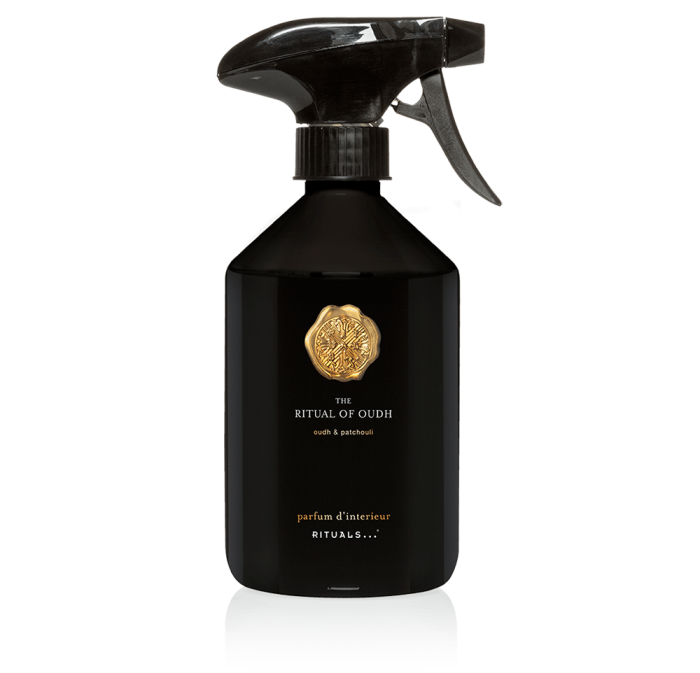 THE
RITUAL OF OUDH
oudh & patchouli
parfum d'interieur
RITUALS...®